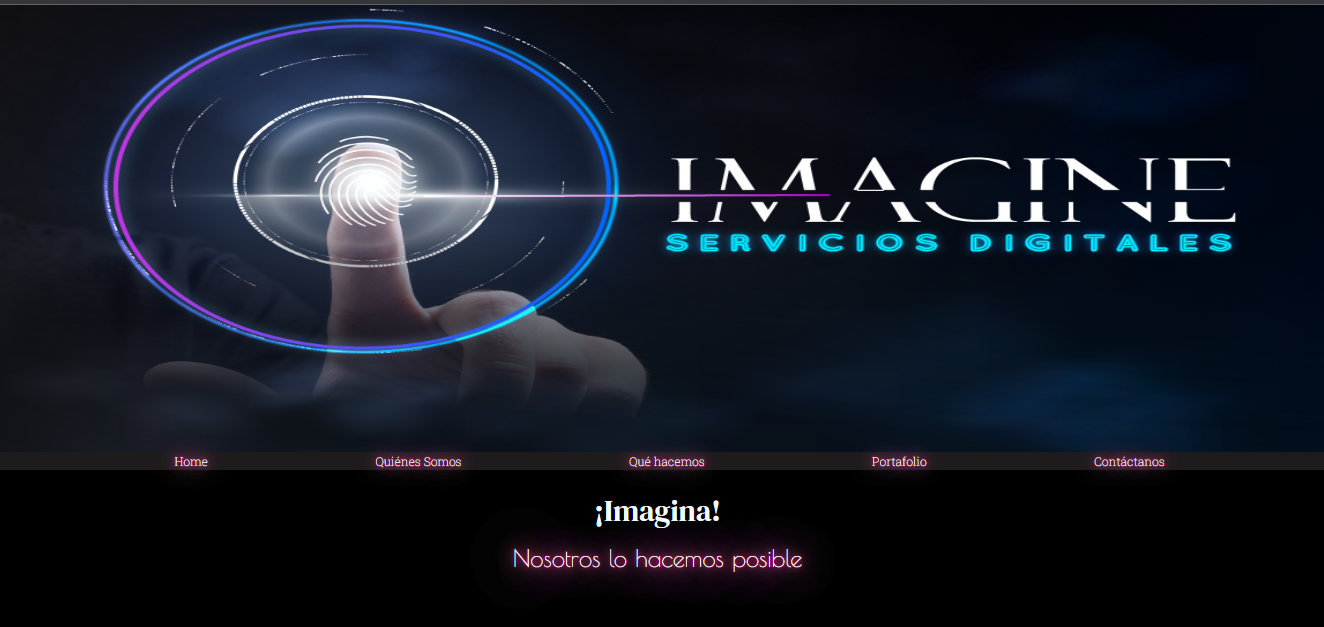 IMAGINE
SERVICIOS DIGITALES
Home Quiénes Somos Qué hacemos Portafolio Contáctanos
¡Imagina!
Nosotros lo hacemos posible